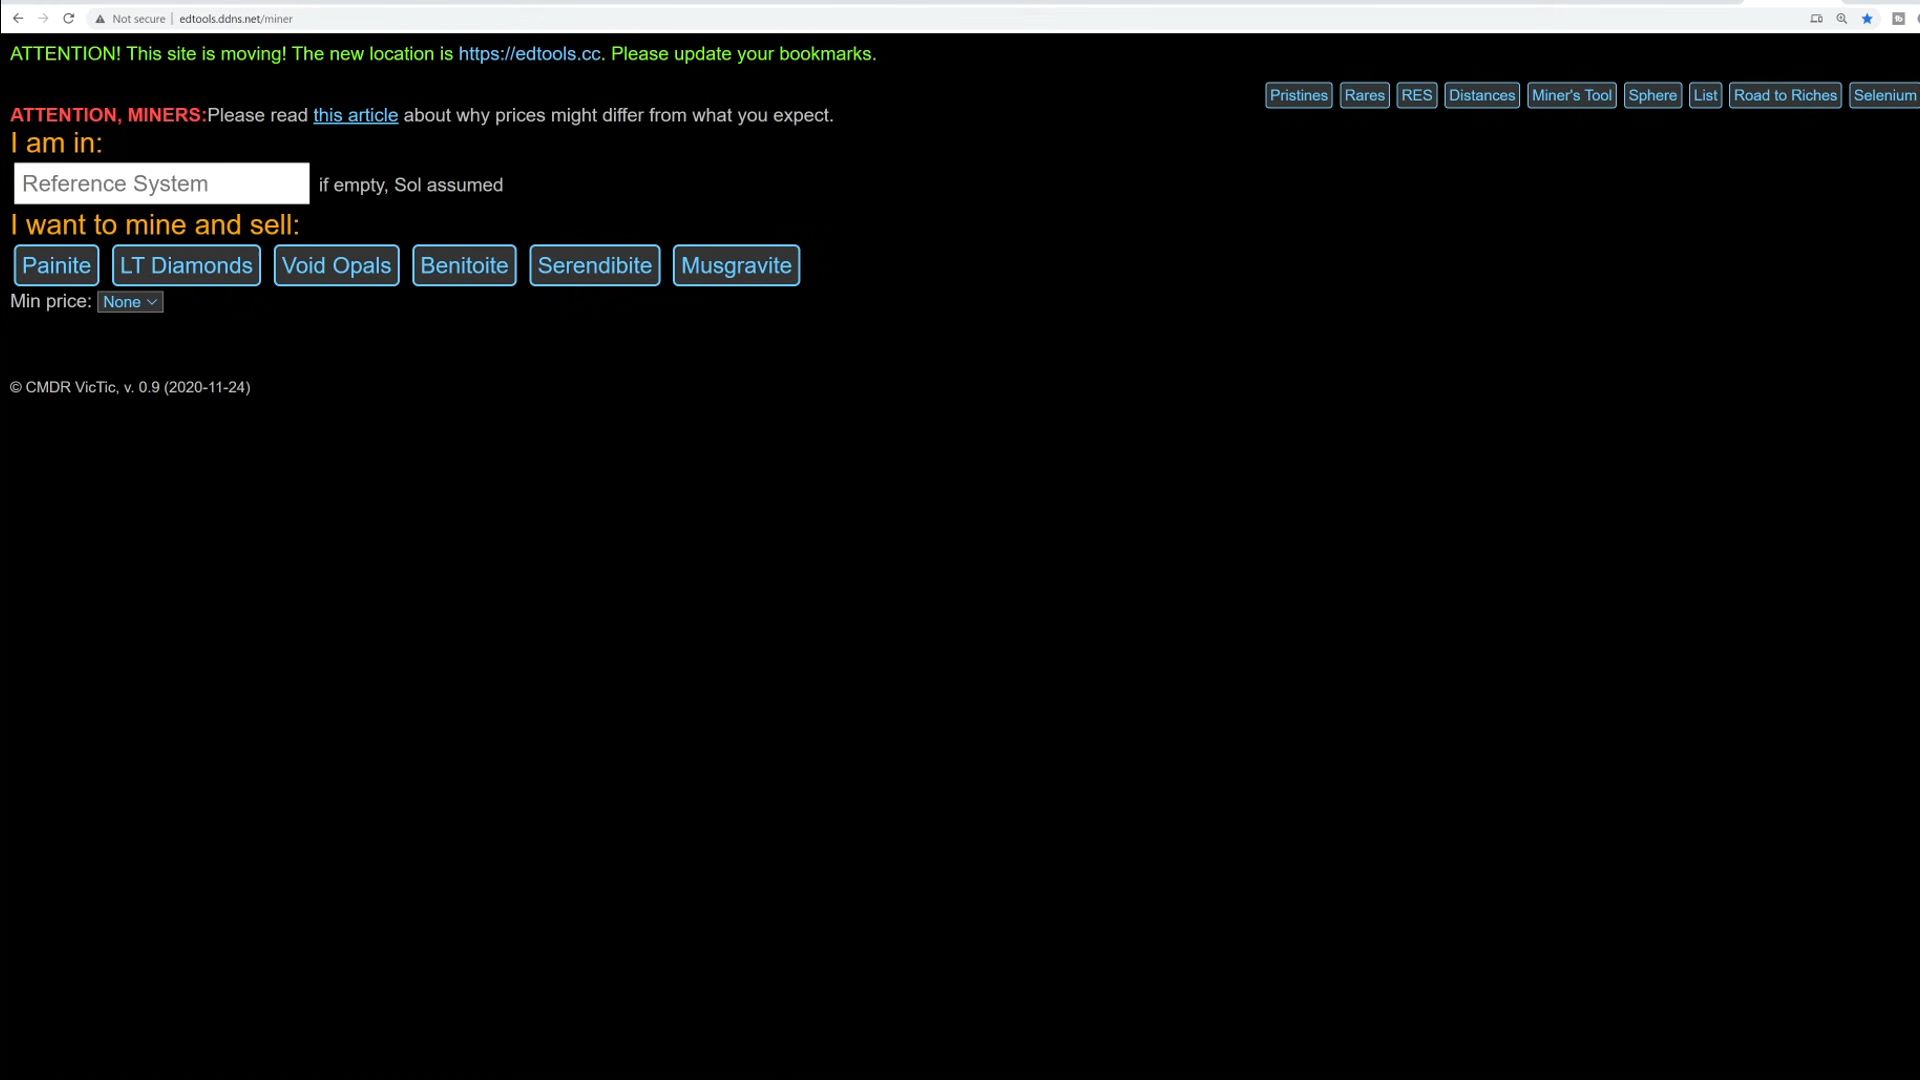 Not secure | edtools.ddns.net/miner
ATTENTION! This site is moving! The new location is https://edtools.cc. Please update your bookmarks.
Pristines Rares RES Distances Miner's Tool Sphere List Road to Riches Selenium
ATTENTION, MINERS:Please read this article about why prices might differ from what you expect.
I am in:
Reference System if empty, Sol assumed
I want to mine and sell:
Painite LT Diamonds Void Opals Benitoite Serendibite Musgravite
Min price: None
© CMDR VicTic, v. 0.9 (2020-11-24)